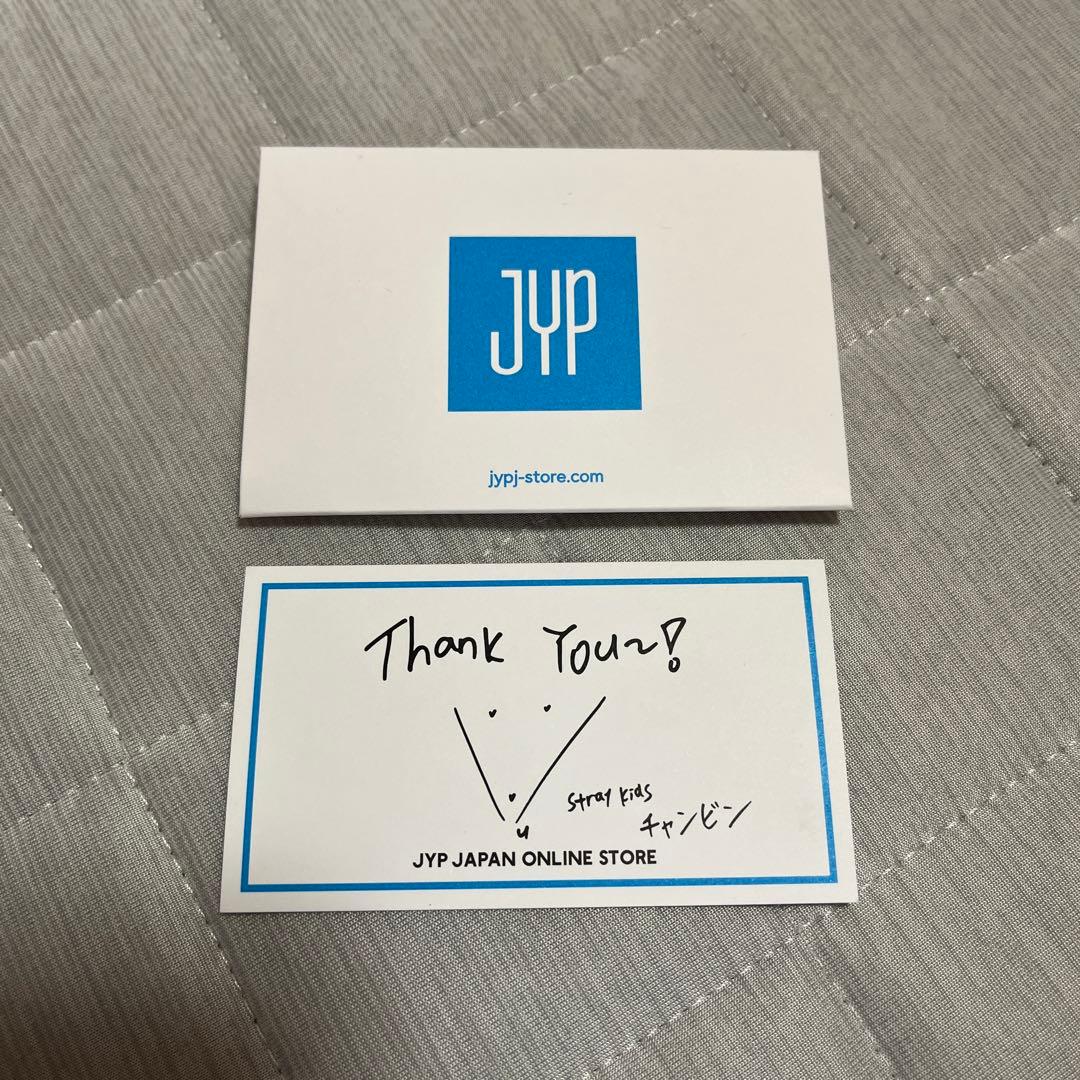 JYP
jypj-store.com
Thank You~!
Stray Kids
チャンビン
JYP JAPAN ONLINE STORE